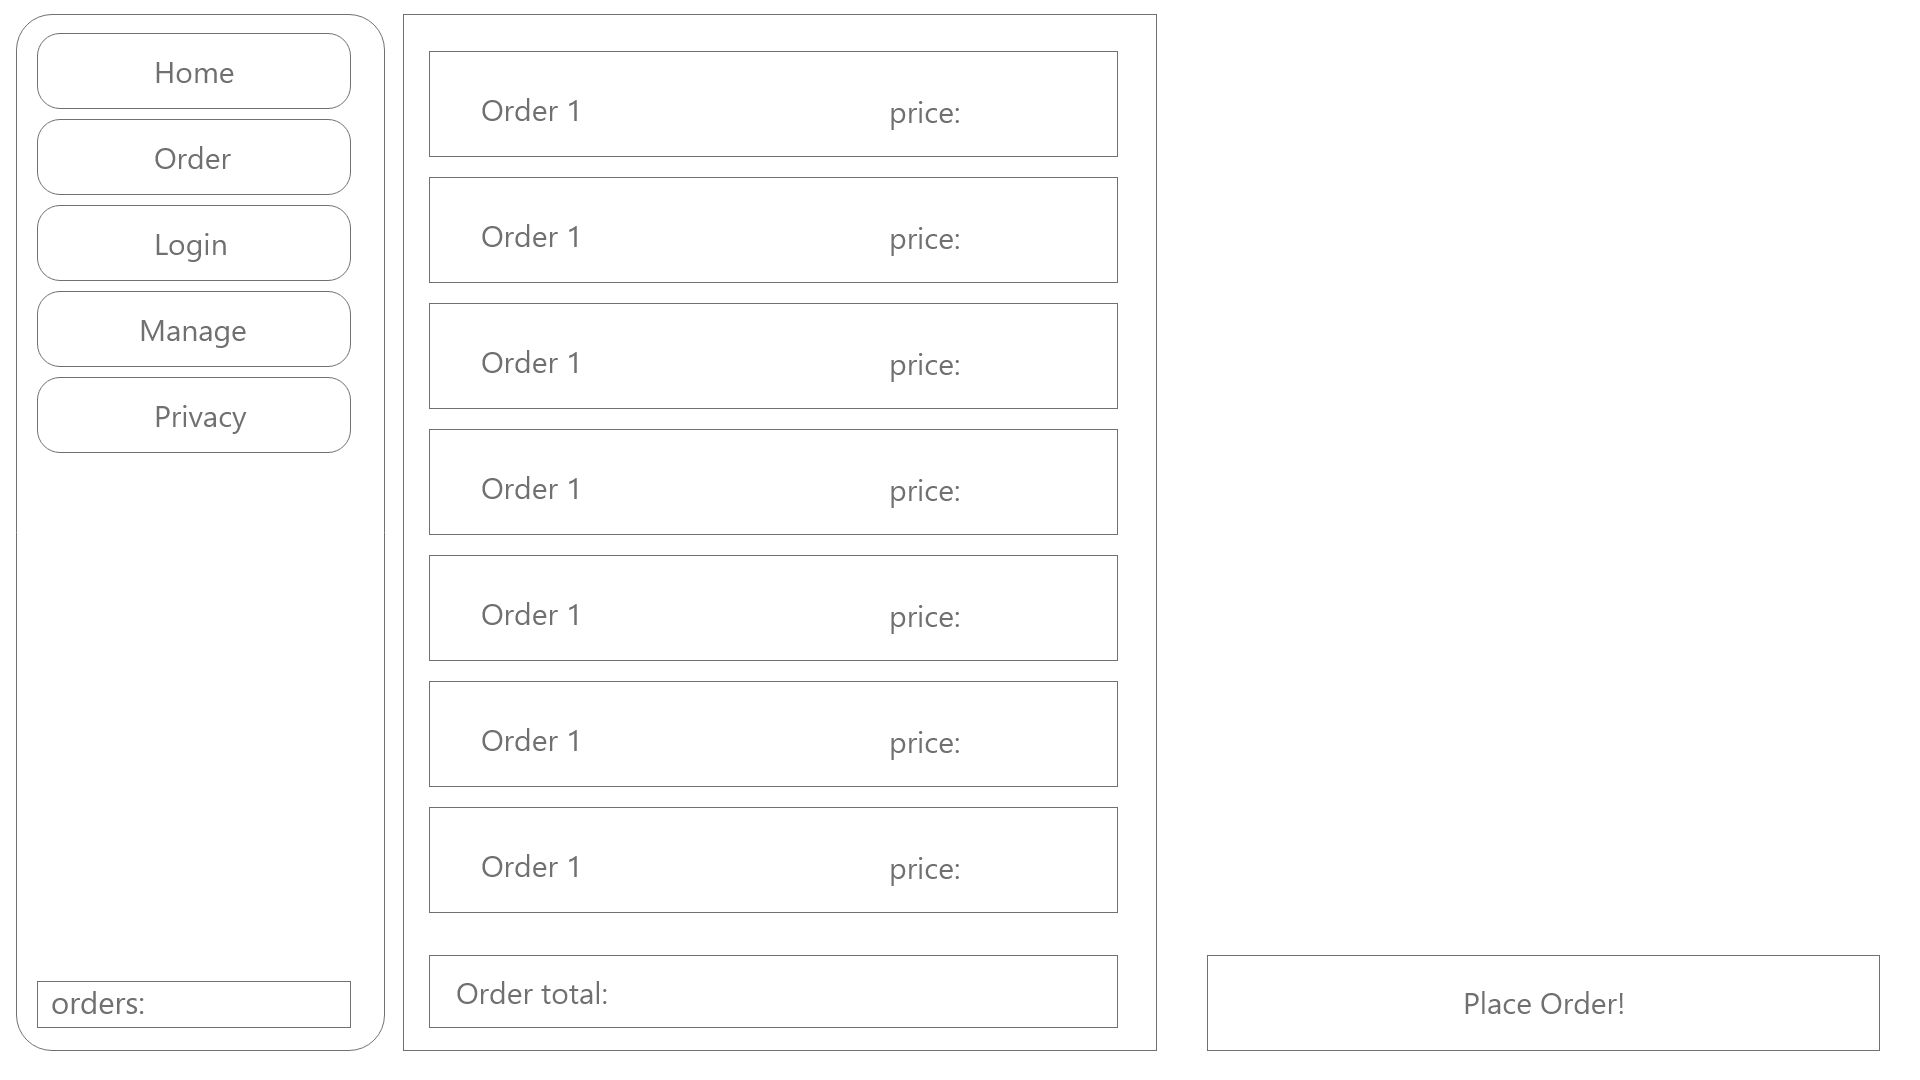 Home
Order
Login
Manage
Privacy
orders:
Order 1 price:
Order 1 price:
Order 1 price:
Order 1 price:
Order 1 price:
Order 1 price:
Order 1 price:
Order total:
Place Order!